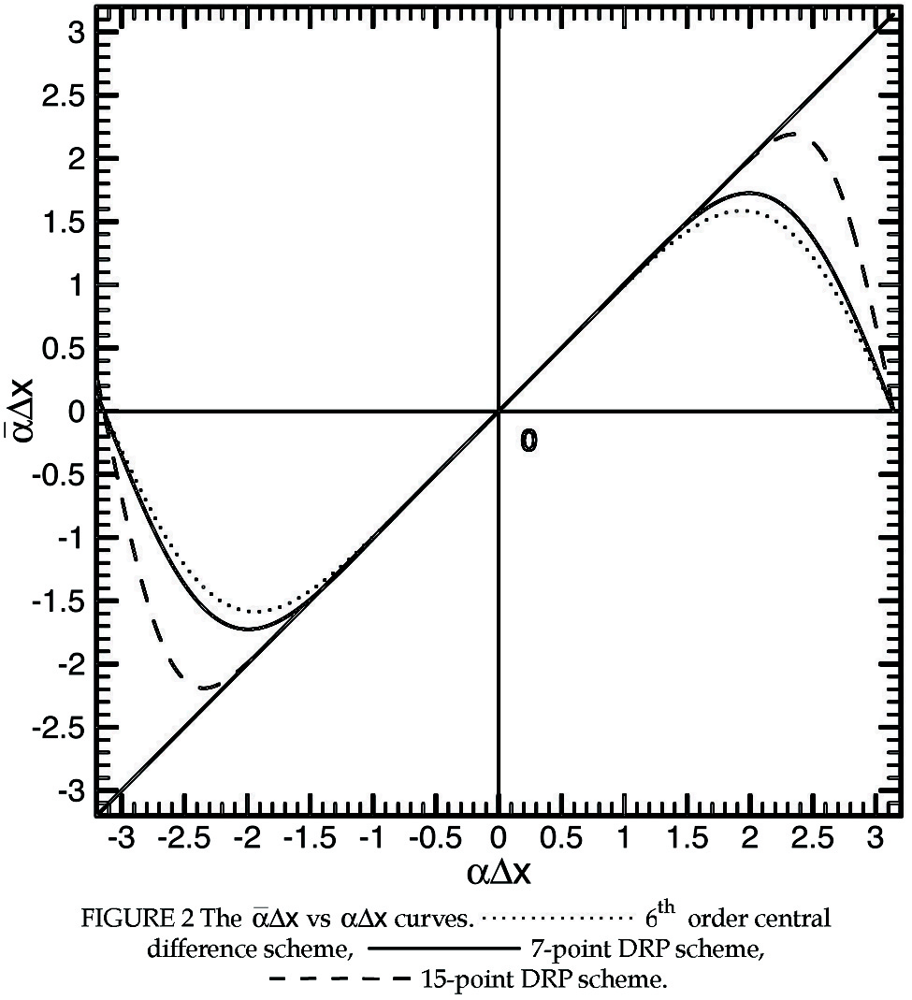 3
2.5
2
1.5
1
0.5
0
-0.5
-1
-1.5
-2
-2.5
-3
ᾱΔx
0
-3 -2.5 -2 -1.5 -1 -0.5 0 0.5 1 1.5 2 2.5 3
αΔx
FIGURE 2 The ᾱΔx vs αΔx curves. ·················· 6th order central
difference scheme, ———— 7-point DRP scheme,
– – – – – 15-point DRP scheme.